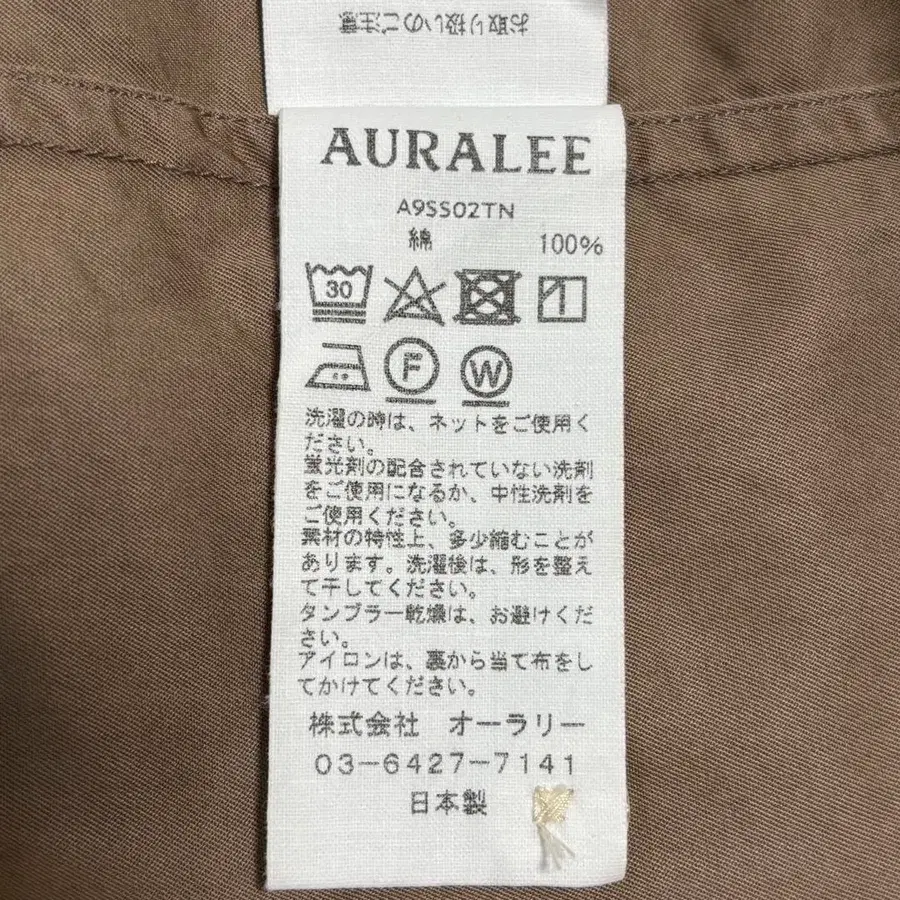 お取り扱いのご注意
AURALEE
A9SS02TN
綿 100%
30
F W
洗濯の時は、ネットをご使用く
ださい。
蛍光剤の配合されていない洗剤
をご使用になるか、中性洗剤を
ご使用ください。
素材の特性上、多少縮むことが
あります。洗濯後は、形を整え
て干してください。
タンブラー乾燥は、お避けくだ
さい。
アイロンは、裏から当て布をし
てかけてください。
株式会社 オーラリー
03-6427-7141
日本製